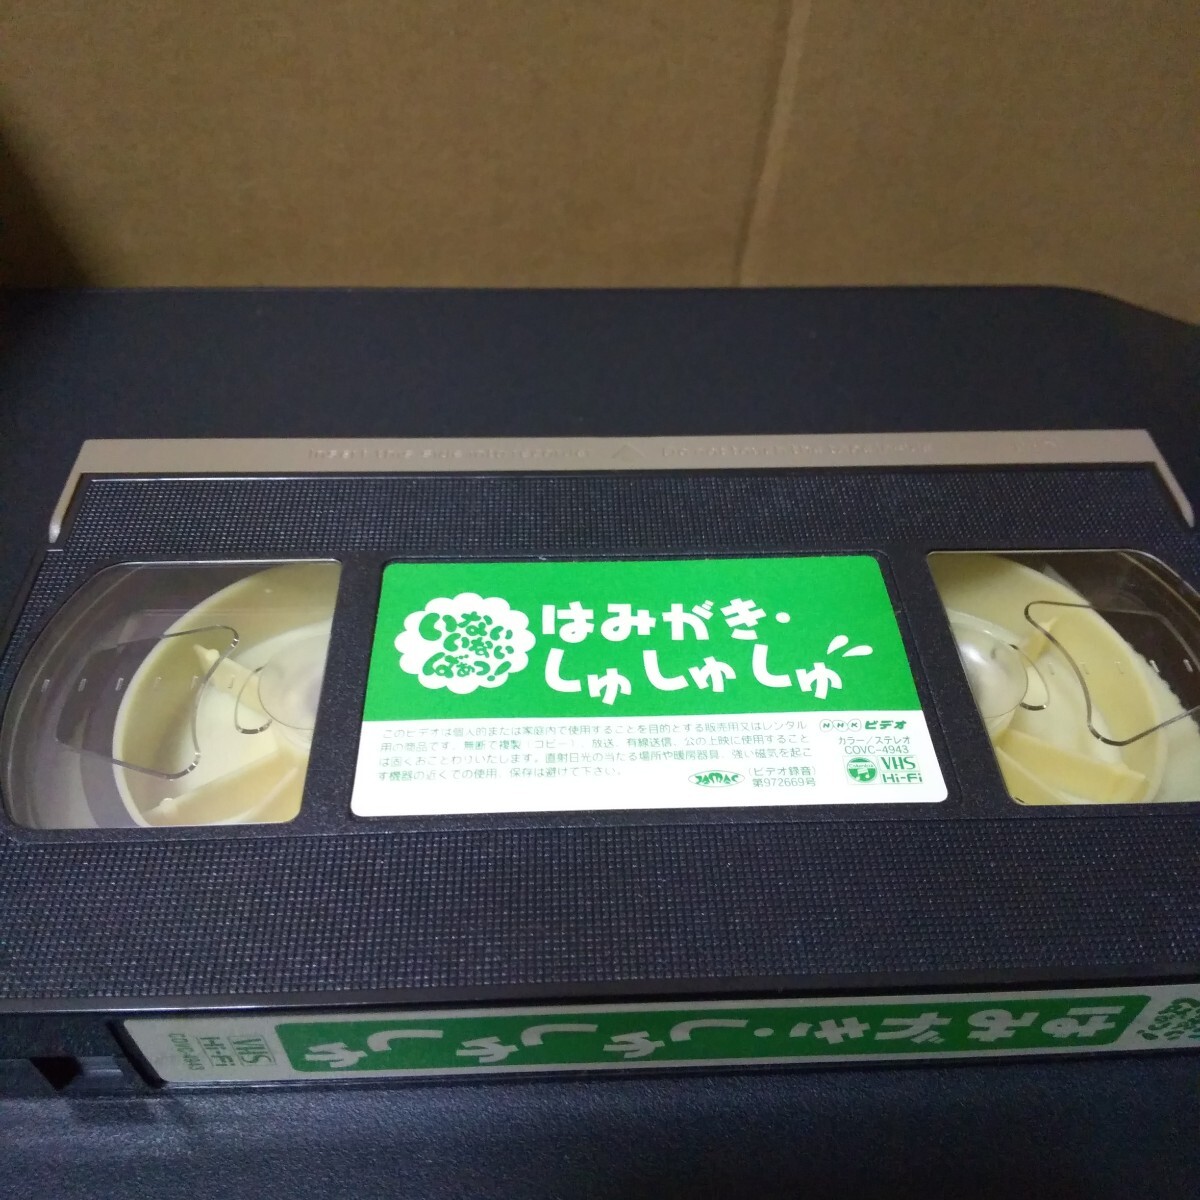 いない
いない
ばあっ!
はみがき・
しゅしゅしゅ
このビデオは個人的または家庭内で使用することを目的とする販売用又はレンタル
用の商品です。無断で複製(コピー)、放送、有線送信、公の上映に使用すること
は固くおことわりいたします。直射日光の当たる場所や暖房器具、強い磁気を起こ
す機器の近くでの使用、保存は避けて下さい。
NHKビデオ
カラー/ステレオ
COVC-4943
JASRAC
(ビデオ録音)
第972669号
Columbia
VHS
Hi-Fi
はみがき・しゅしゅしゅ
VHS
Hi-Fi
COVC-4943